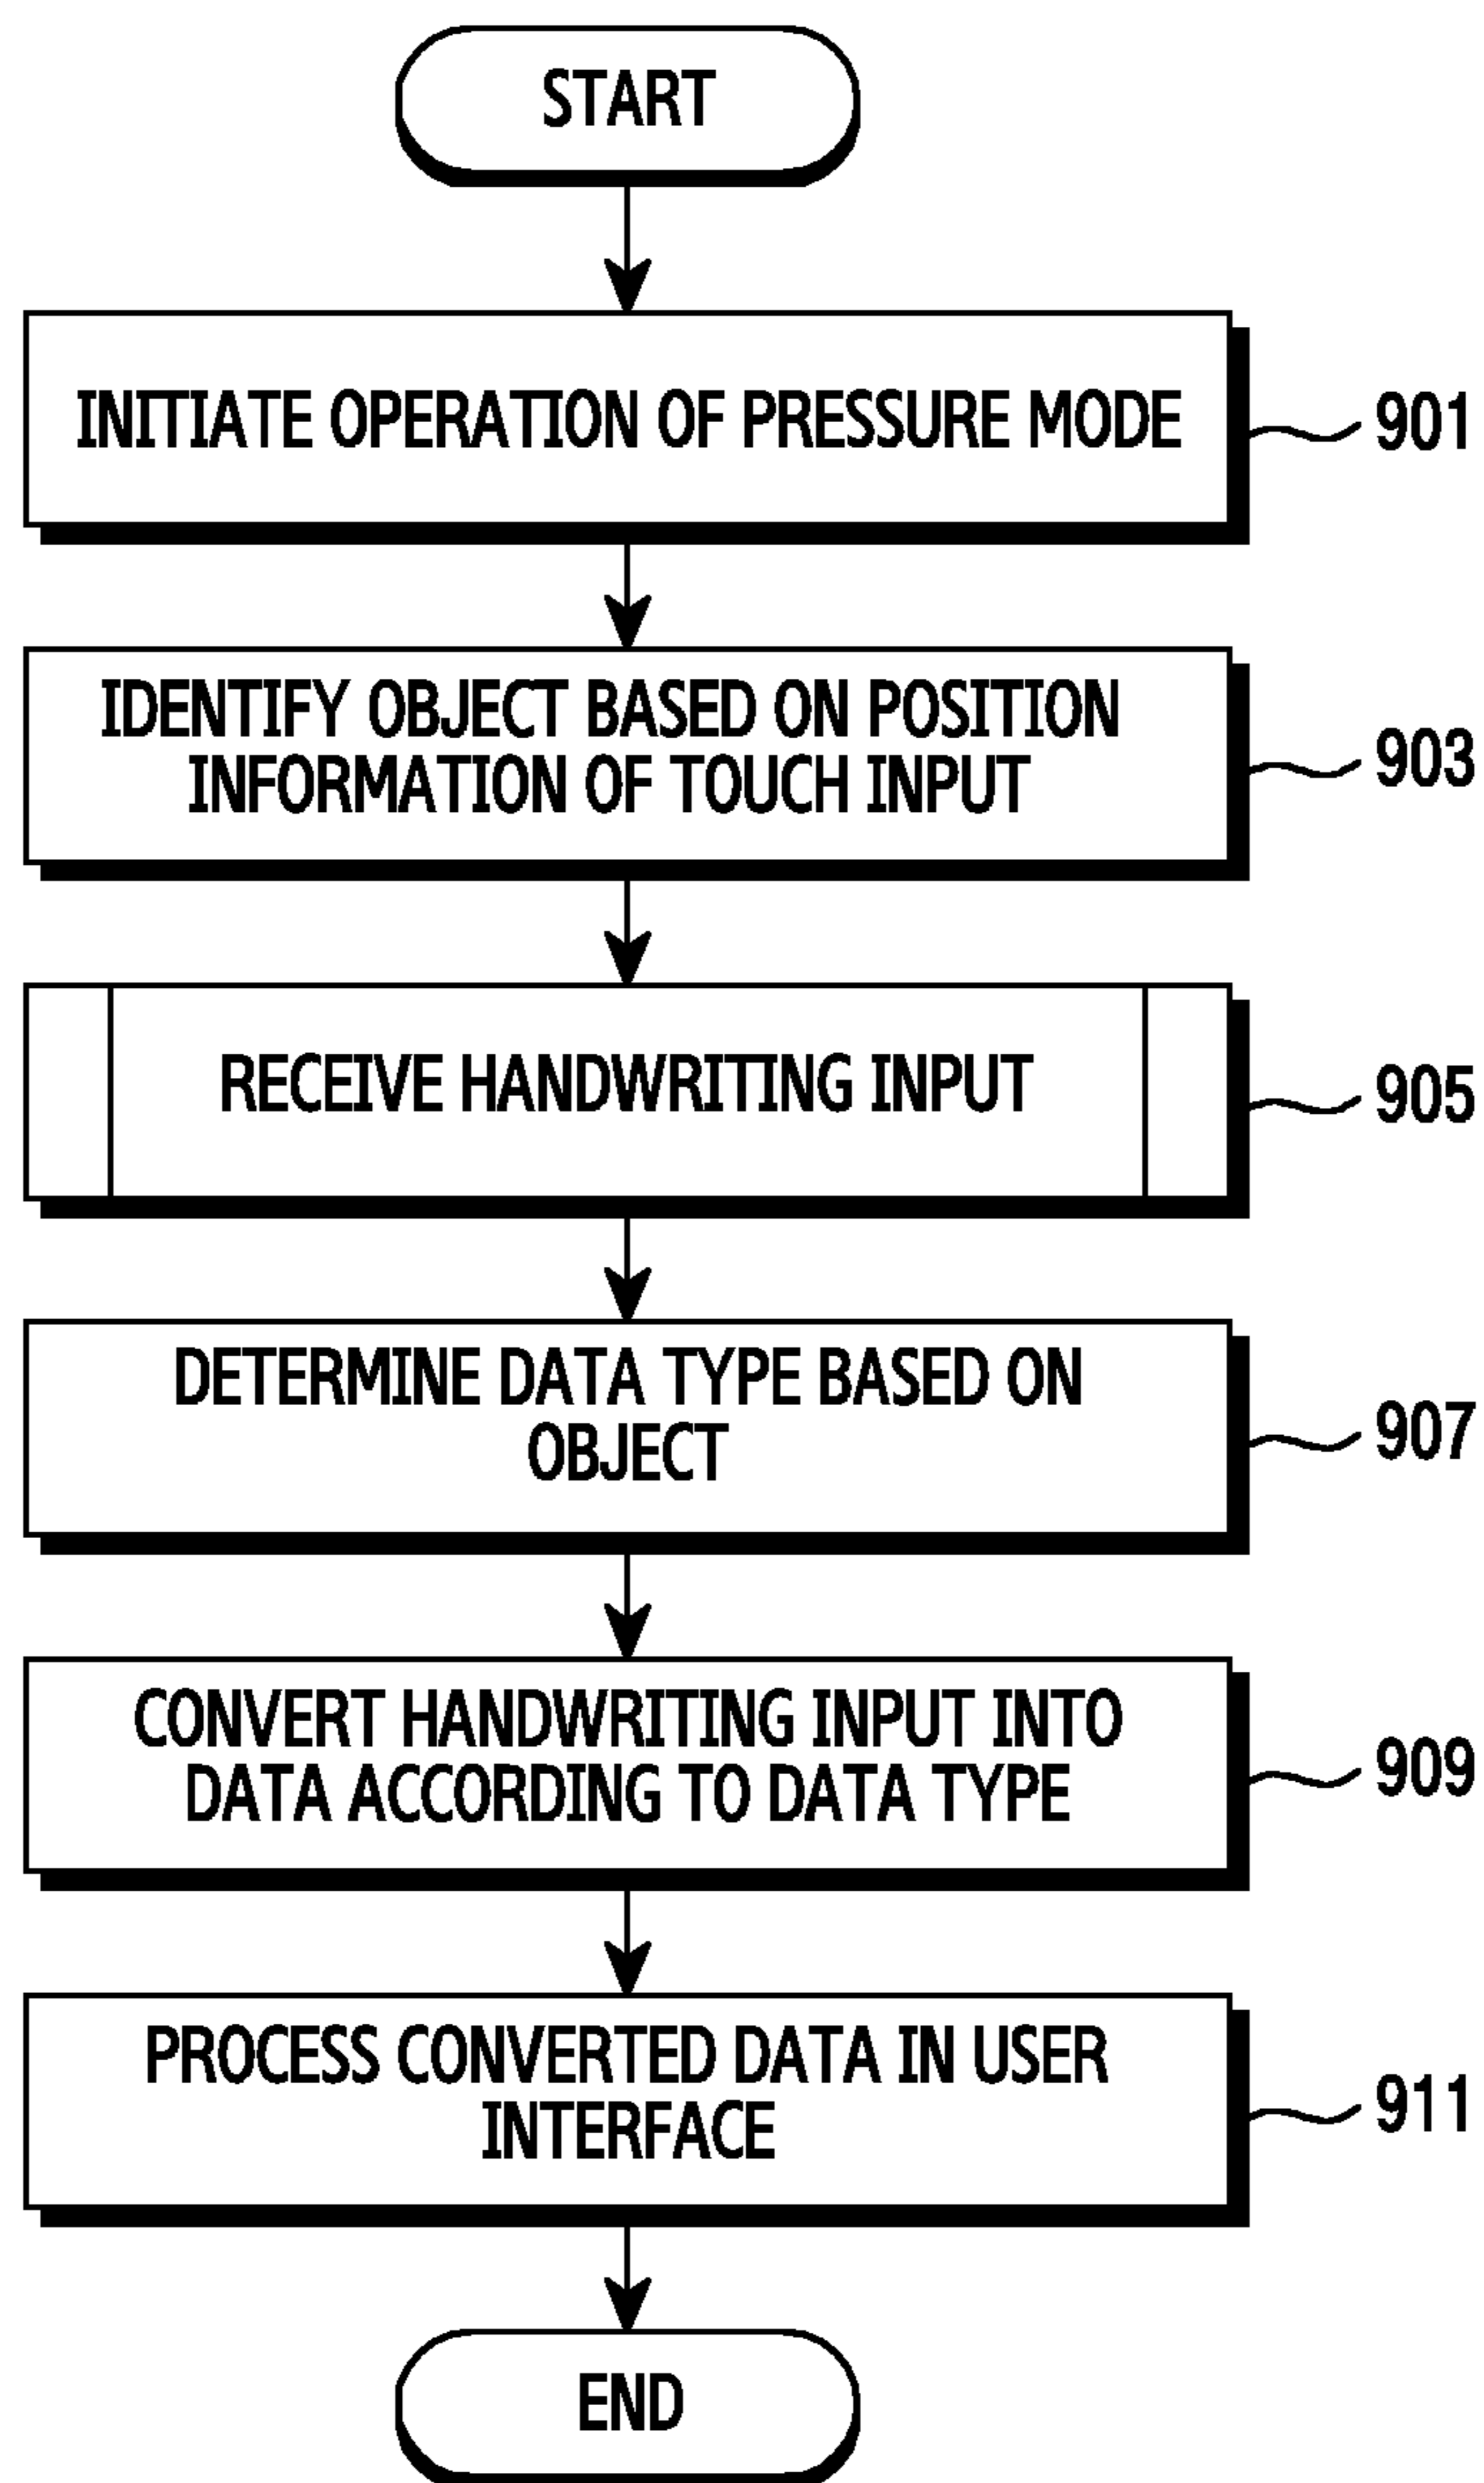 START
INITIATE OPERATION OF PRESSURE MODE
901
IDENTIFY OBJECT BASED ON POSITION
INFORMATION OF TOUCH INPUT
903
RECEIVE HANDWRITING INPUT
905
DETERMINE DATA TYPE BASED ON
OBJECT
907
CONVERT HANDWRITING INPUT INTO
DATA ACCORDING TO DATA TYPE
909
PROCESS CONVERTED DATA IN USER
INTERFACE
911
END